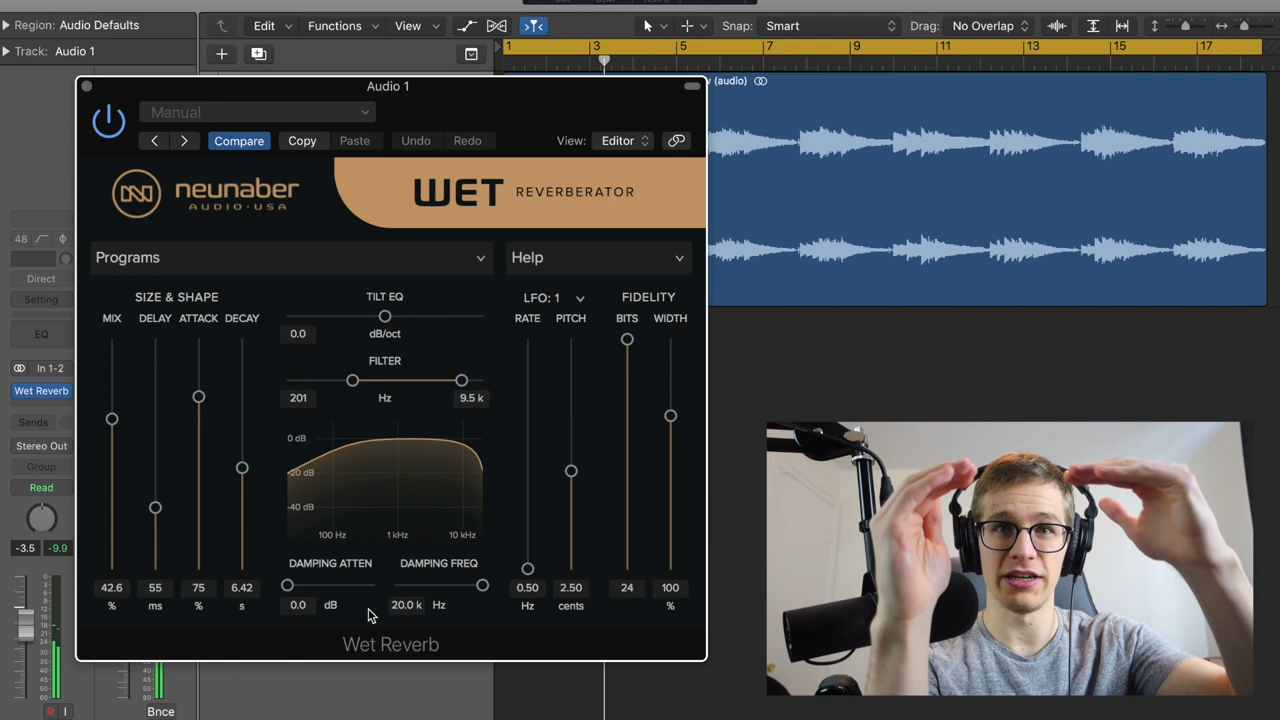 Region: Audio Defaults
Edit Functions View Snap: Smart Drag: No Overlap
Track: Audio 1
1 3 5 7 9 11 13 15 17
(audio)
Audio 1
Manual
Compare Copy Paste Undo Redo View: Editor
neunaber
AUDIO·USA
WET REVERBERATOR
Programs Help
48
Direct
Setting
EQ
In 1-2
Wet Reverb
Sends
Stereo Out
Group
Read
-3.5 -9.9
SIZE & SHAPE
MIX DELAY ATTACK DECAY
42.6 55 75 6.42
% ms % s
TILT EQ
0.0 dB/oct
FILTER
201 Hz 9.5 k
0 dB
-20 dB
-40 dB
100 Hz 1 kHz 10 kHz
DAMPING ATTEN DAMPING FREQ
0.0 dB 20.0 k Hz
LFO: 1 FIDELITY
RATE PITCH BITS WIDTH
0.50 2.50 24 100
Hz cents %
Wet Reverb
R I Bnce